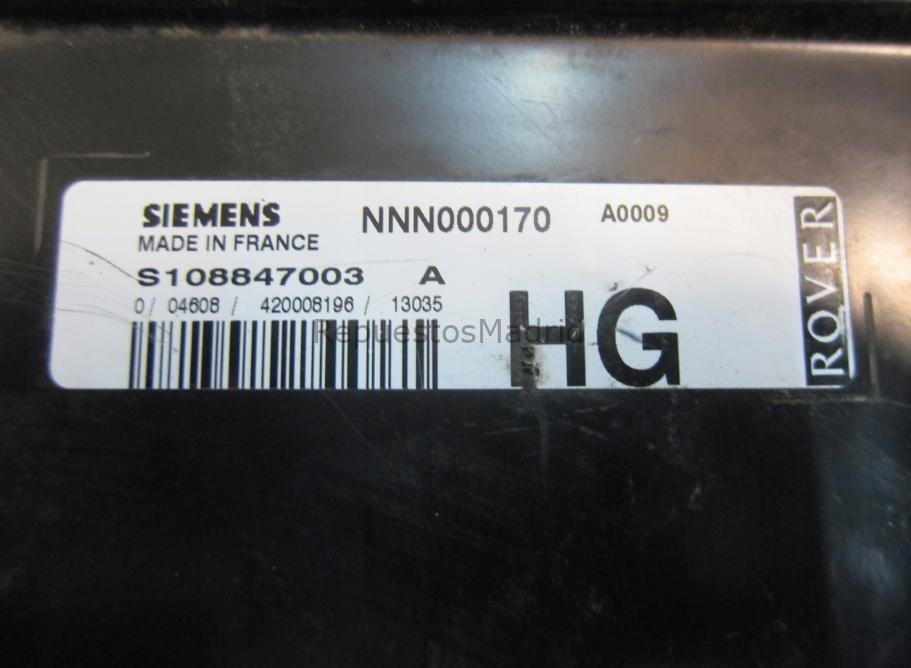 SIEMENS NNN000170 A0009
MADE IN FRANCE
S108847003 A
0/ 04608 / 420008196 / 13035
RepuestosMadrid
HG
ROVER